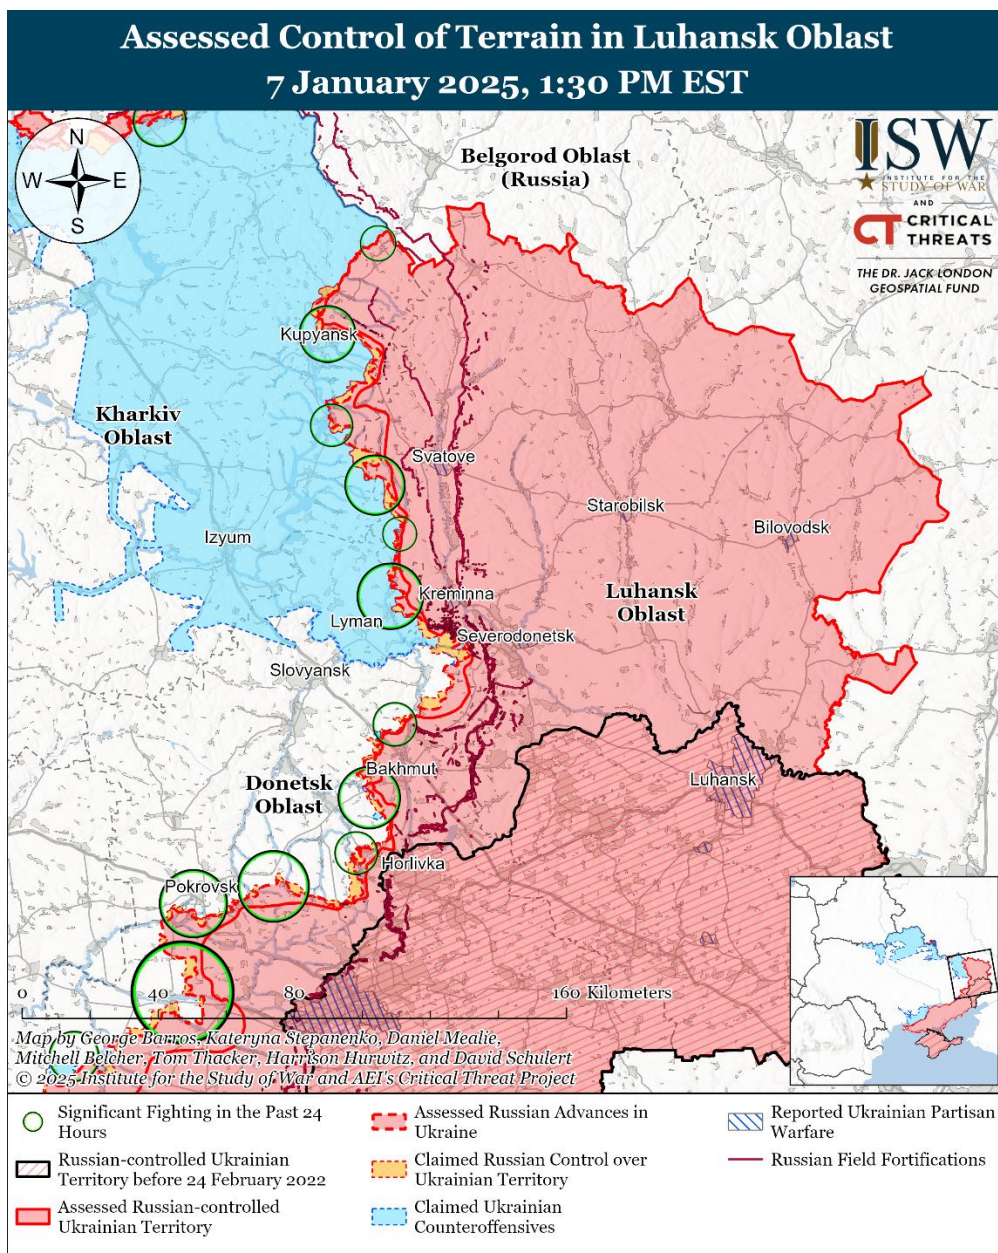 Assessed Control of Terrain in Luhansk Oblast
7 January 2025, 1:30 PM EST
N
W E
S
Belgorod Oblast
(Russia)
ISW
INSTITUTE FOR THE
STUDY OF WAR
AND
CT CRITICAL
THREATS
THE DR. JACK LONDON
GEOSPATIAL FUND
Kupyansk
Kharkiv
Oblast
Svatove
Starobilsk
Bilovodsk
Izyum
Kreminna
Luhansk
Oblast
Lyman
Severodonetsk
Slovyansk
Bakhmut
Luhansk
Donetsk
Oblast
Horlivka
Pokrovsk
0 40 80 160 Kilometers
Map by George Barros, Kateryna Stepanenko, Daniel Mealie,
Mitchell Belcher, Tom Thacker, Harrison Hurwitz, and David Schulert
© 2025 Institute for the Study of War and AEI's Critical Threat Project
Significant Fighting in the Past 24
Hours
Russian-controlled Ukrainian
Territory before 24 February 2022
Assessed Russian-controlled
Ukrainian Territory
Assessed Russian Advances in
Ukraine
Claimed Russian Control over
Ukrainian Territory
Claimed Ukrainian
Counteroffensives
Reported Ukrainian Partisan
Warfare
Russian Field Fortifications